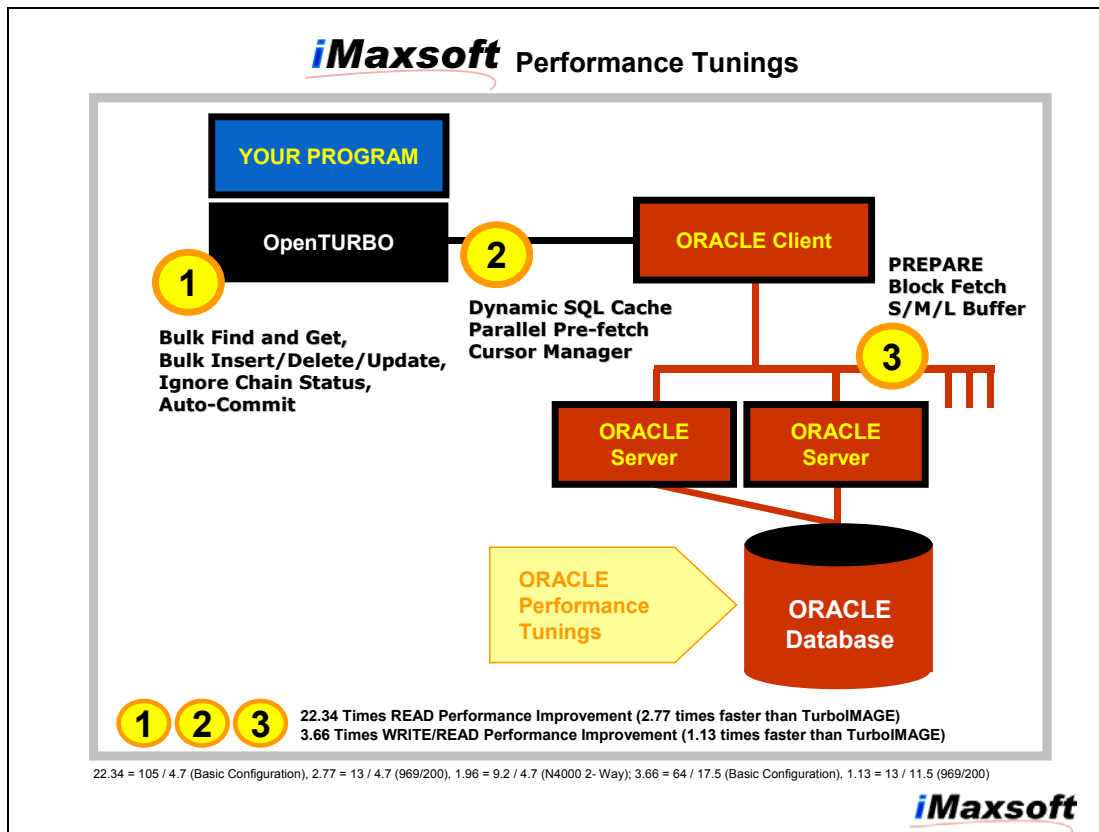 iMaxsoft Performance Tunings
YOUR PROGRAM
OpenTURBO
1
2
ORACLE Client
Bulk Find and Get,
Bulk Insert/Delete/Update,
Ignore Chain Status,
Auto-Commit
Dynamic SQL Cache
Parallel Pre-fetch
Cursor Manager
PREPARE
Block Fetch
S/M/L Buffer
3
ORACLE
Server
ORACLE
Server
ORACLE
Performance
Tunings
ORACLE
Database
1 2 3
22.34 Times READ Performance Improvement (2.77 times faster than TurboIMAGE)
3.66 Times WRITE/READ Performance Improvement (1.13 times faster than TurboIMAGE)
22.34 = 105 / 4.7 (Basic Configuration), 2.77 = 13 / 4.7 (969/200), 1.96 = 9.2 / 4.7 (N4000 2- Way); 3.66 = 64 / 17.5 (Basic Configuration), 1.13 = 13 / 11.5 (969/200)
iMaxsoft